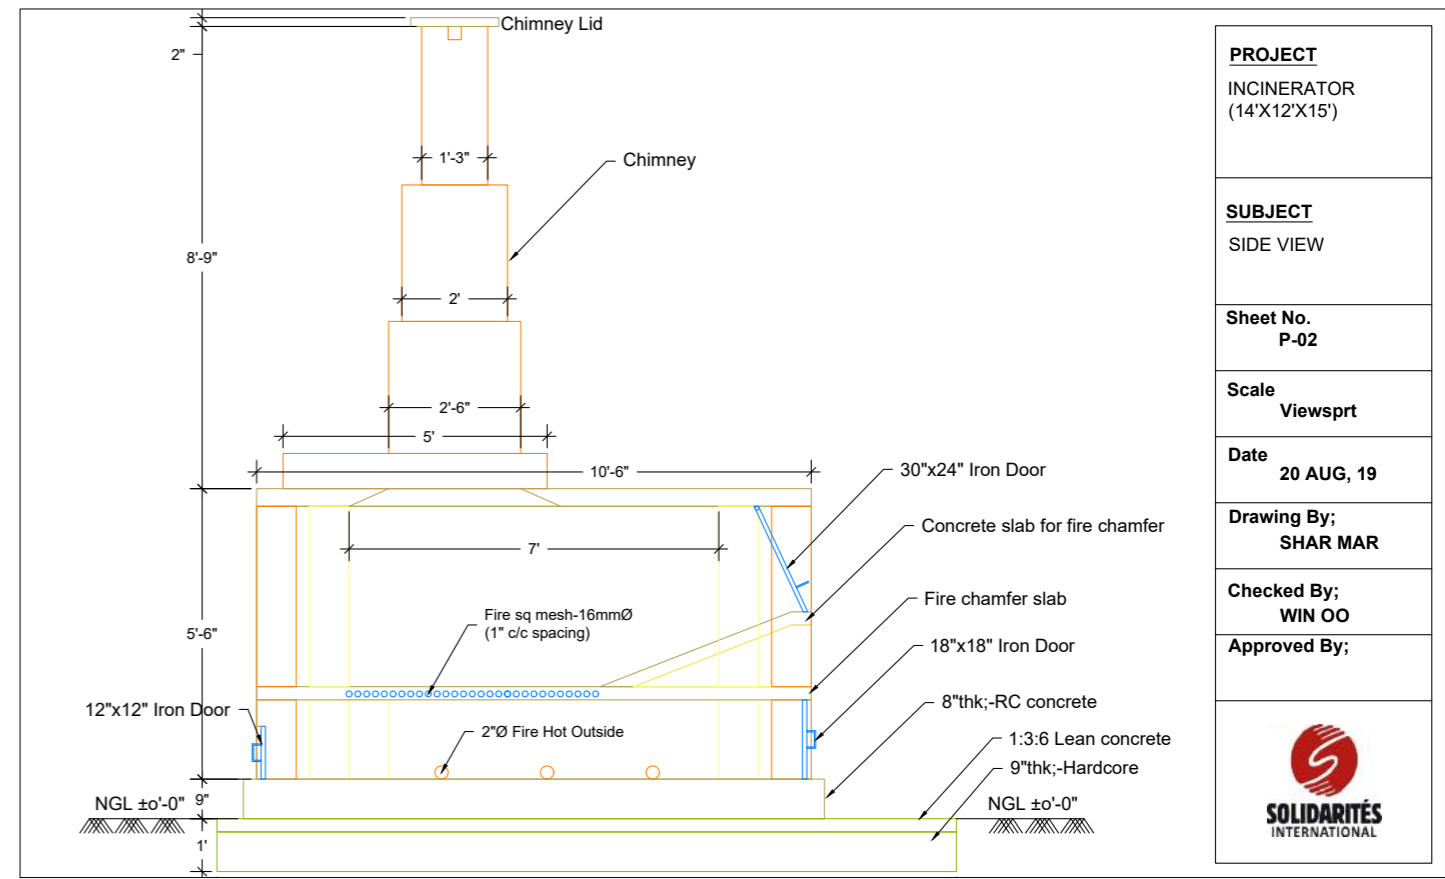 Chimney Lid
2"
1'-3"
Chimney
8'-9"
2'
2'-6"
5'
10'-6"
30"x24" Iron Door
Concrete slab for fire chamfer
7'
Fire chamfer slab
Fire sq mesh-16mmØ
(1" c/c spacing)
5'-6"
18"x18" Iron Door
12"x12" Iron Door
8"thk;-RC concrete
2"Ø Fire Hot Outside
1:3:6 Lean concrete
9"thk;-Hardcore
NGL ±o'-0"
9"
NGL ±o'-0"
1'
PROJECT
INCINERATOR
(14'X12'X15')
SUBJECT
SIDE VIEW
Sheet No.
P-02
Scale
Viewsprt
Date
20 AUG, 19
Drawing By;
SHAR MAR
Checked By;
WIN OO
Approved By;
SOLIDARITÉS
INTERNATIONAL